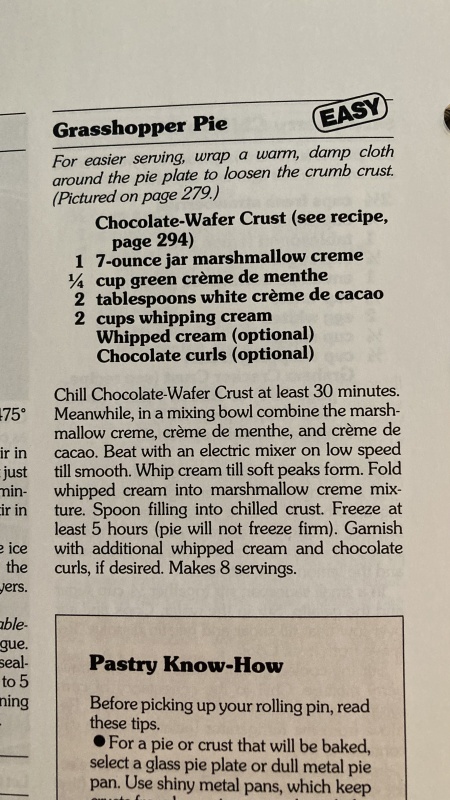 Grasshopper Pie
EASY
For easier serving, wrap a warm, damp cloth
around the pie plate to loosen the crumb crust.
(Pictured on page 279.)
Chocolate-Wafer Crust (see recipe,
page 294)
1 7-ounce jar marshmallow creme
¼ cup green crème de menthe
2 tablespoons white crème de cacao
2 cups whipping cream
Whipped cream (optional)
Chocolate curls (optional)
Chill Chocolate-Wafer Crust at least 30 minutes.
Meanwhile, in a mixing bowl combine the marsh-
mallow creme, crème de menthe, and crème de
cacao. Beat with an electric mixer on low speed
till smooth. Whip cream till soft peaks form. Fold
whipped cream into marshmallow creme mix-
ture. Spoon filling into chilled crust. Freeze at
least 5 hours (pie will not freeze firm). Garnish
with additional whipped cream and chocolate
curls, if desired. Makes 8 servings.
Pastry Know-How
Before picking up your rolling pin, read
these tips.
●For a pie or crust that will be baked,
select a glass pie plate or dull metal pie
pan. Use shiny metal pans, which keep
475°
ir in
just
min-
ir in
e ice
the
yers.
able-
gue.
seal-
to 5
ning